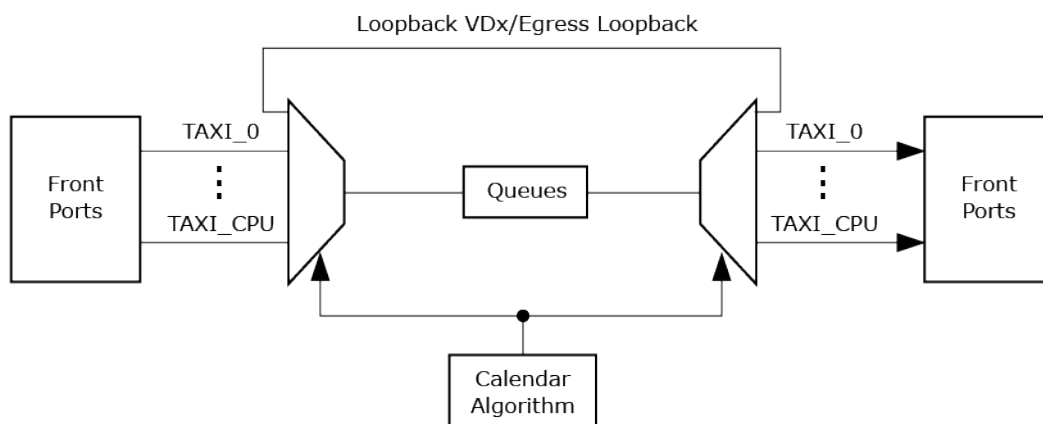 Loopback VDx/Egress Loopback
TAXI_0
TAXI_0
Front
Ports
Queues
Front
Ports
TAXI_CPU
TAXI_CPU
Calendar
Algorithm